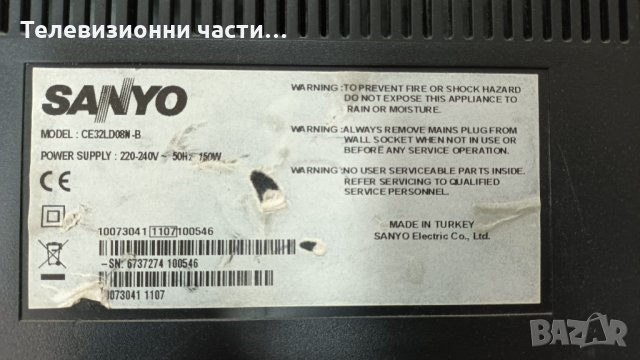 Телевизионни части...
SANYO
MODEL : CE32LD08N-B
POWER SUPPLY : 220-240V ~ 50Hz 150W
CE
10073041 1107 100546
-SN: 6737274 100546
10073041 1107
WARNING :TO PREVENT FIRE OR SHOCK HAZARD
DO NOT EXPOSE THIS APPLIANCE TO
RAIN OR MOISTURE.
WARNING :ALWAYS REMOVE MAINS PLUG FROM
WALL SOCKET WHEN NOT IN USE OR
BEFORE ANY SERVICE OPERATION.
WARNING :NO USER SERVICEABLE PARTS INSIDE.
REFER SERVICING TO QUALIFIED
SERVICE PERSONNEL.
MADE IN TURKEY
SANYO Electric Co., Ltd.
BAZAR
bg